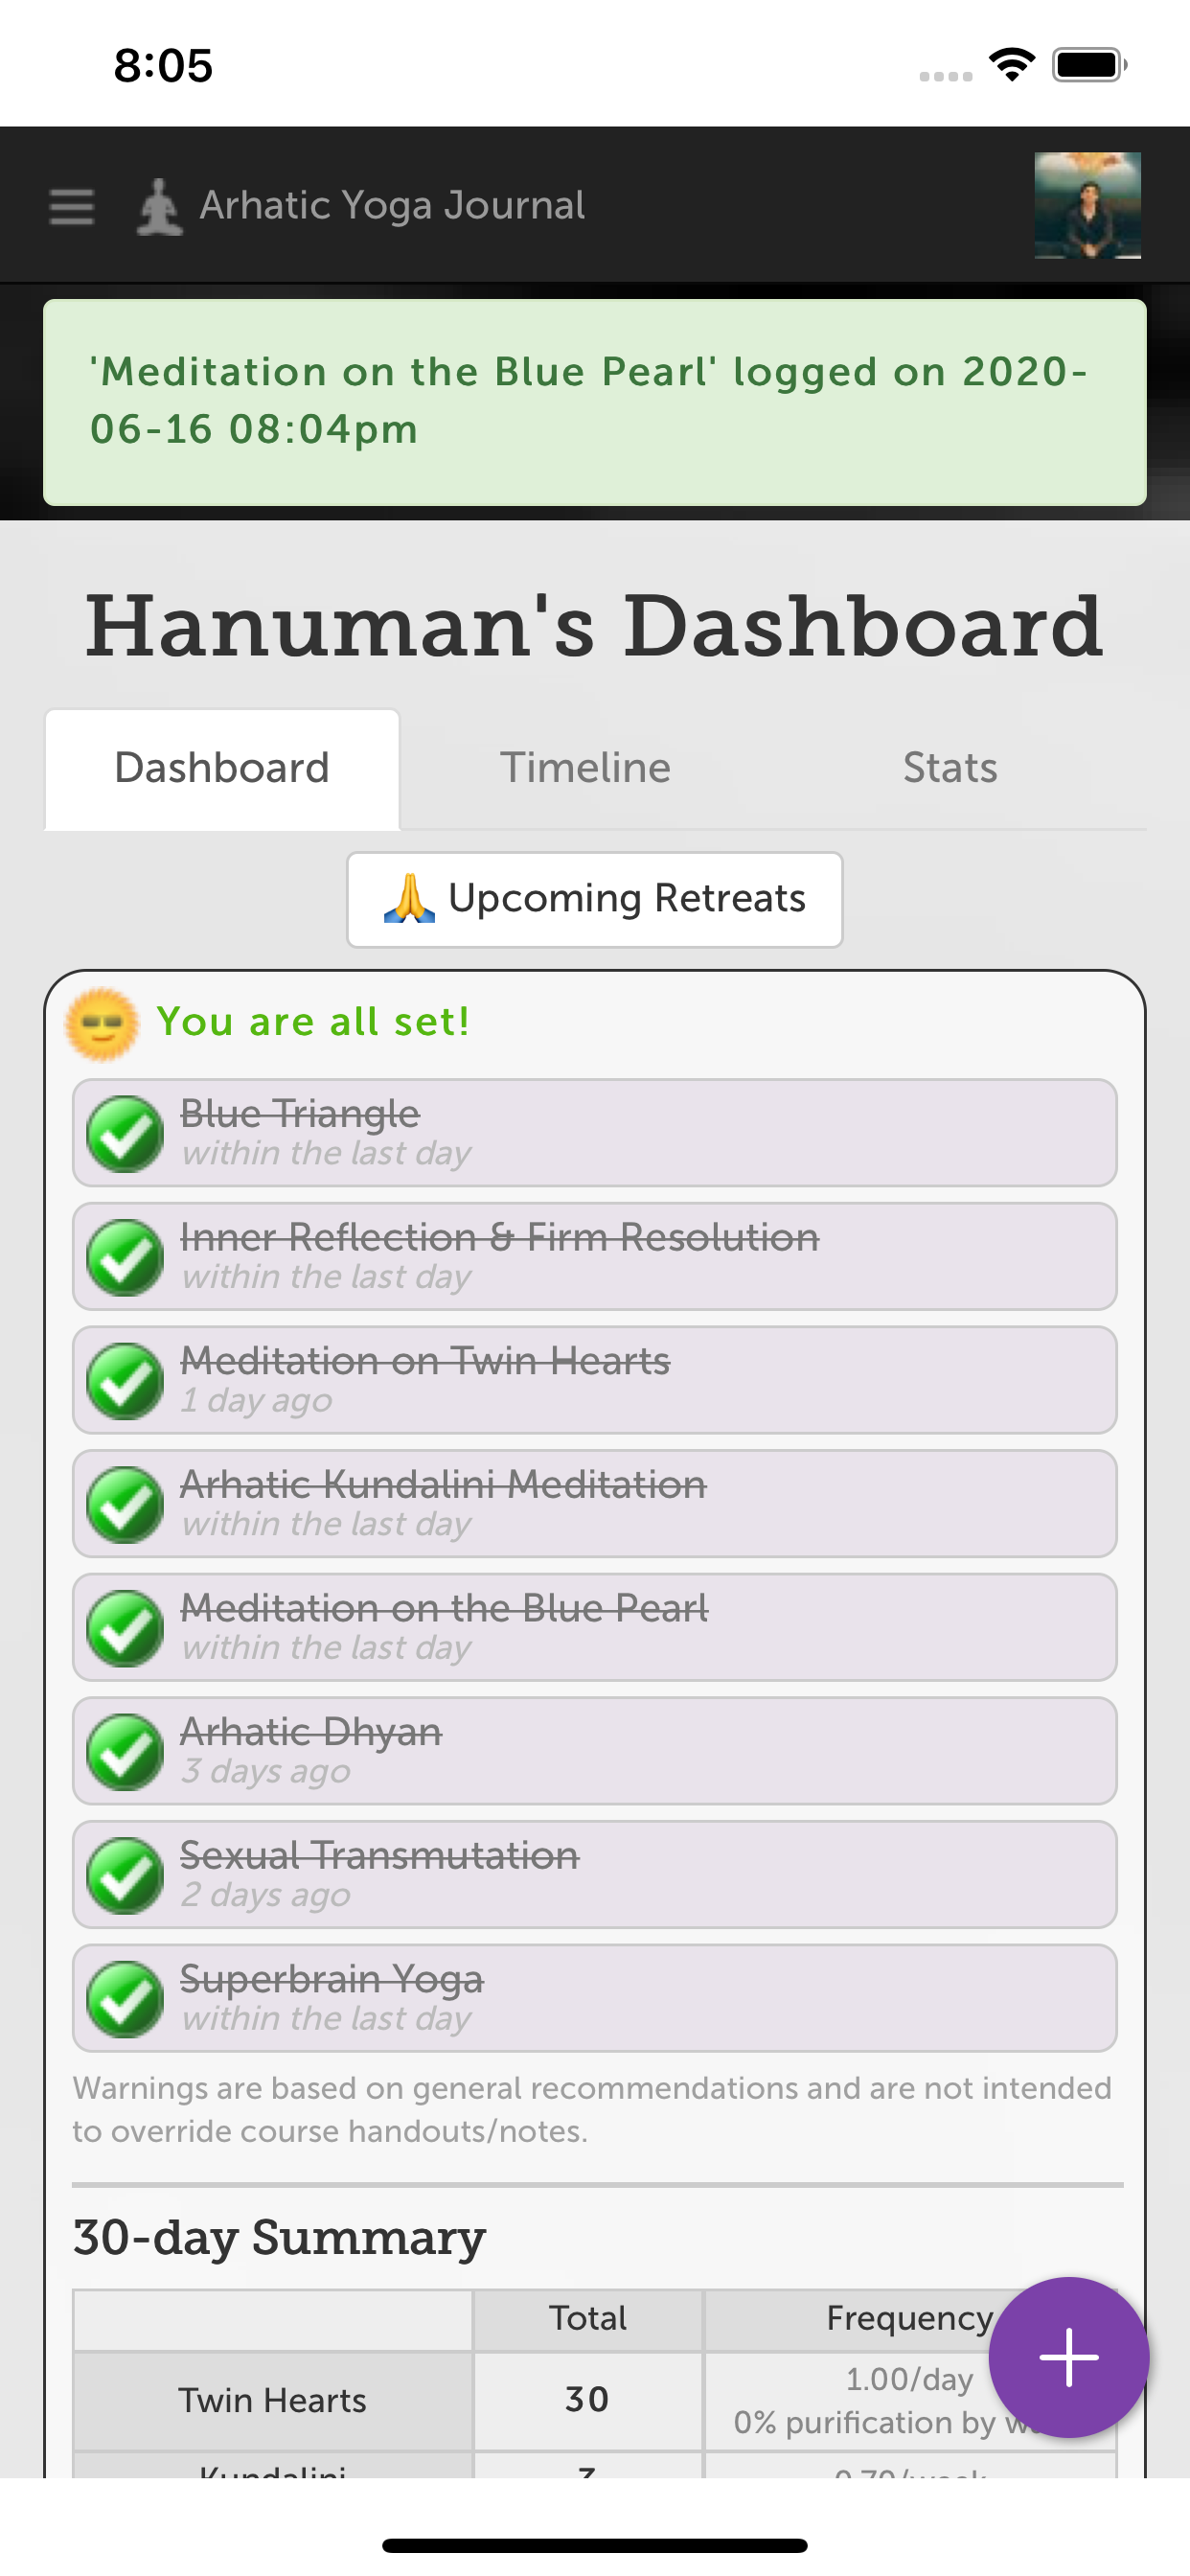 8:05
Arhatic Yoga Journal
'Meditation on the Blue Pearl' logged on 2020-
06-16 08:04pm
Hanuman's Dashboard
Dashboard Timeline Stats
🙏 Upcoming Retreats
You are all set!
Blue Triangle
within the last day
Inner Reflection & Firm Resolution
within the last day
Meditation on Twin Hearts
1 day ago
Arhatic Kundalini Meditation
within the last day
Meditation on the Blue Pearl
within the last day
Arhatic Dhyan
3 days ago
Sexual Transmutation
2 days ago
Superbrain Yoga
within the last day
Warnings are based on general recommendations and are not intended
to override course handouts/notes.
30-day Summary
Total Frequency
Twin Hearts 30 1.00/day
0% purification by
Kundalini 3 0.70/week